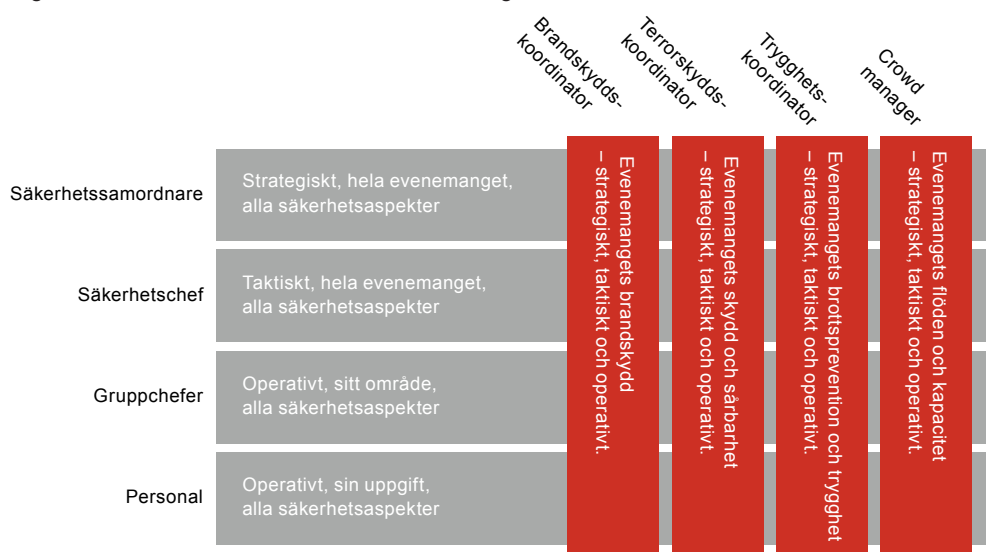 Brandskydds-
koordinator
Terrorskydds-
koordinator
Trygghets-
koordinator
Crowd
manager
Säkerhetssamordnare
Strategiskt, hela evenemanget,
alla säkerhetsaspekter
Säkerhetschef
Taktiskt, hela evenemanget,
alla säkerhetsaspekter
Gruppchefer
Operativt, sitt område,
alla säkerhetsaspekter
Personal
Operativt, sin uppgift,
alla säkerhetsaspekter
Evenemangets brandskydd
– strategiskt, taktiskt och operativt.
Evenemangets skydd och sårbarhet
– strategiskt, taktiskt och operativt.
Evenemangets brottsprevention och trygghet
– strategiskt, taktiskt och operativt.
Evenemangets flöden och kapacitet
– strategiskt, taktiskt och operativt.